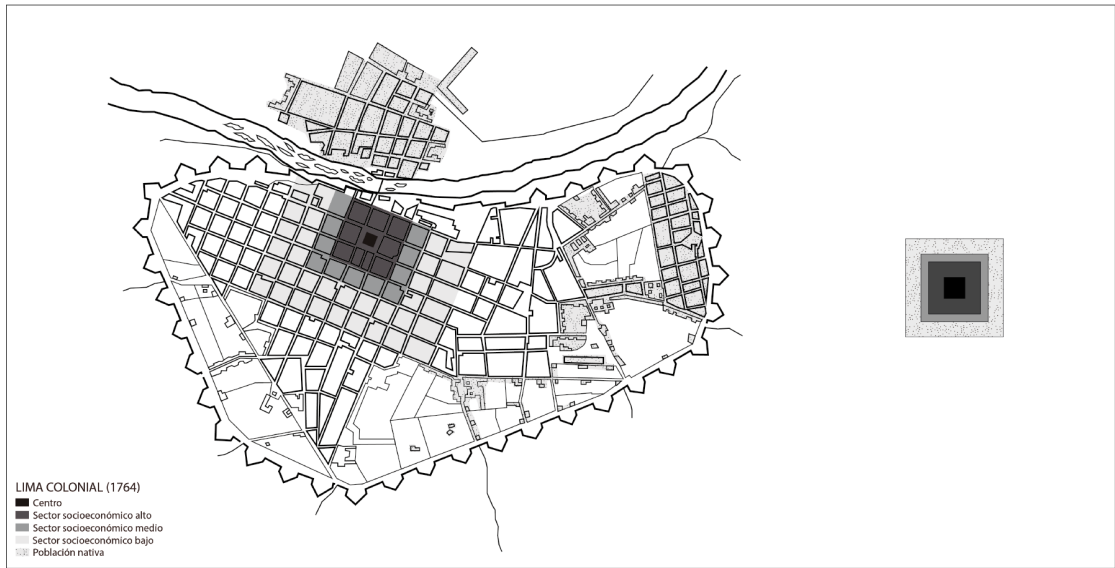 LIMA COLONIAL (1764)
Centro
Sector socioeconómico alto
Sector socioeconómico medio
Sector socioeconómico bajo
Población nativa